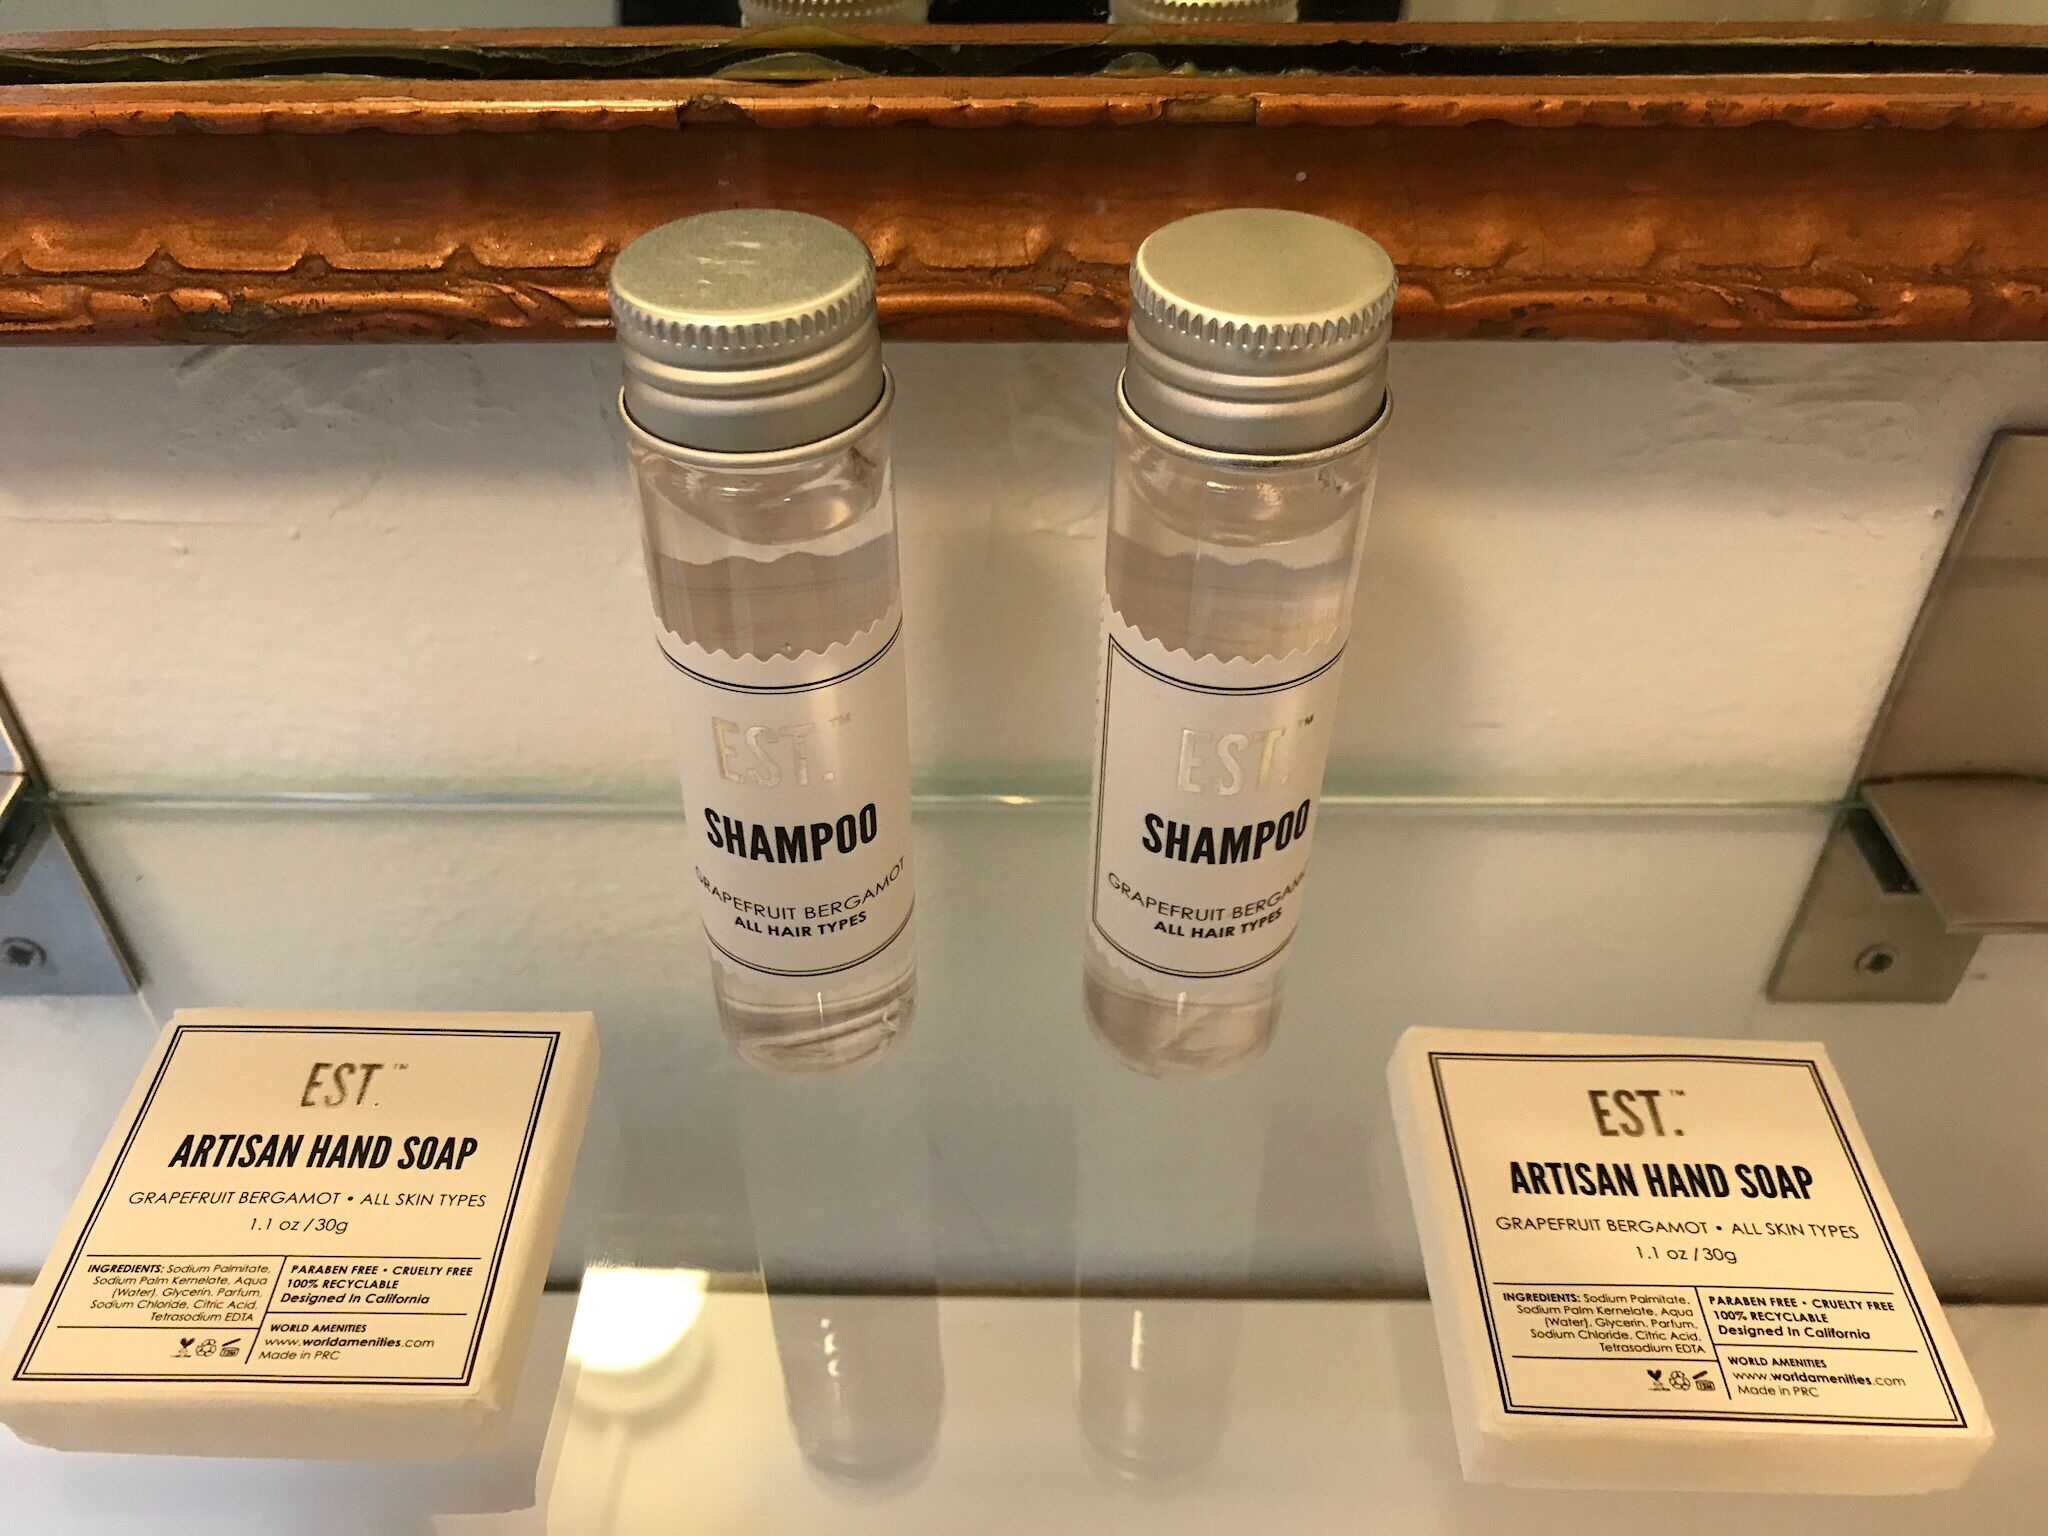 EST.™
SHAMPOO
GRAPEFRUIT BERGAMOT
ALL HAIR TYPES
EST.™
SHAMPOO
GRAPEFRUIT
ALL HAIR TYPES
EST.™
ARTISAN HAND SOAP
GRAPEFRUIT BERGAMOT • ALL SKIN TYPES
1.1 oz / 30g
INGREDIENTS: Sodium Palmitate,
Sodium Palm Kernelate, Aqua
(Water), Glycerin, Parfum,
Sodium Chloride, Citric Acid,
Tetrasodium EDTA
PARABEN FREE • CRUELTY FREE
100% RECYCLABLE
Designed In California
WORLD AMENITIES
www.worldamenities.com
Made in PRC
EST.™
ARTISAN HAND SOAP
GRAPEFRUIT BERGAMOT • ALL SKIN TYPES
1.1 oz / 30g
INGREDIENTS: Sodium Palmitate,
Sodium Palm Kernelate, Aqua
(Water), Glycerin, Parfum,
Sodium Chloride, Citric Acid,
Tetrasodium EDTA
PARABEN FREE • CRUELTY FREE
100% RECYCLABLE
Designed In California
12M
WORLD AMENITIES
www.worldamenities.com
Made in PRC